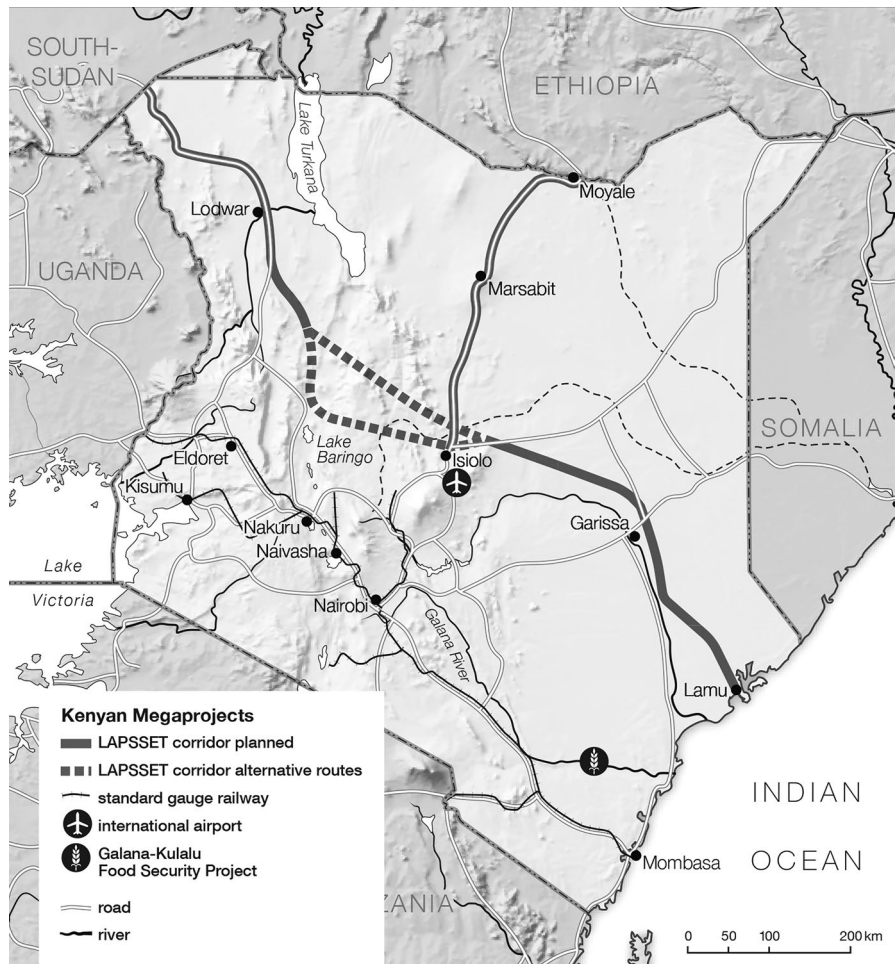 SOUTH-
SUDAN
ETHIOPIA
Lake Turkana
Moyale
Lodwar
UGANDA
Marsabit
SOMALIA
Lake
Baringo
Eldoret
Isiolo
Kisumu
Nakuru
Garissa
Naivasha
Lake
Victoria
Nairobi
Galana River
Lamu
Kenyan Megaprojects
LAPSSET corridor planned
LAPSSET corridor alternative routes
standard gauge railway
international airport
Galana-Kulalu
Food Security Project
road
river
INDIAN
OCEAN
Mombasa
ZANIA
0 50 100 200 km